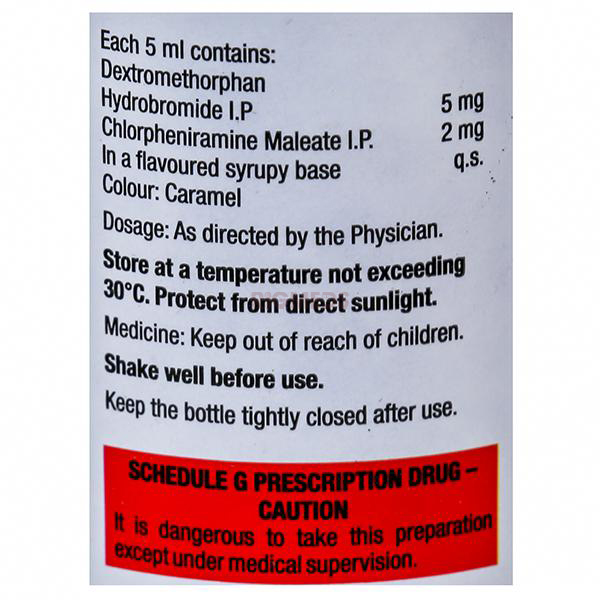 Each 5 ml contains:
Dextromethorphan
Hydrobromide I.P 5 mg
Chlorpheniramine Maleate I.P. 2 mg
In a flavoured syrupy base q.s.
Colour: Caramel
Dosage: As directed by the Physician.
Store at a temperature not exceeding
30°C. Protect from direct sunlight.
Medicine: Keep out of reach of children.
Shake well before use.
Keep the bottle tightly closed after use.
SCHEDULE G PRESCRIPTION DRUG –
CAUTION
It is dangerous to take this preparation
except under medical supervision.